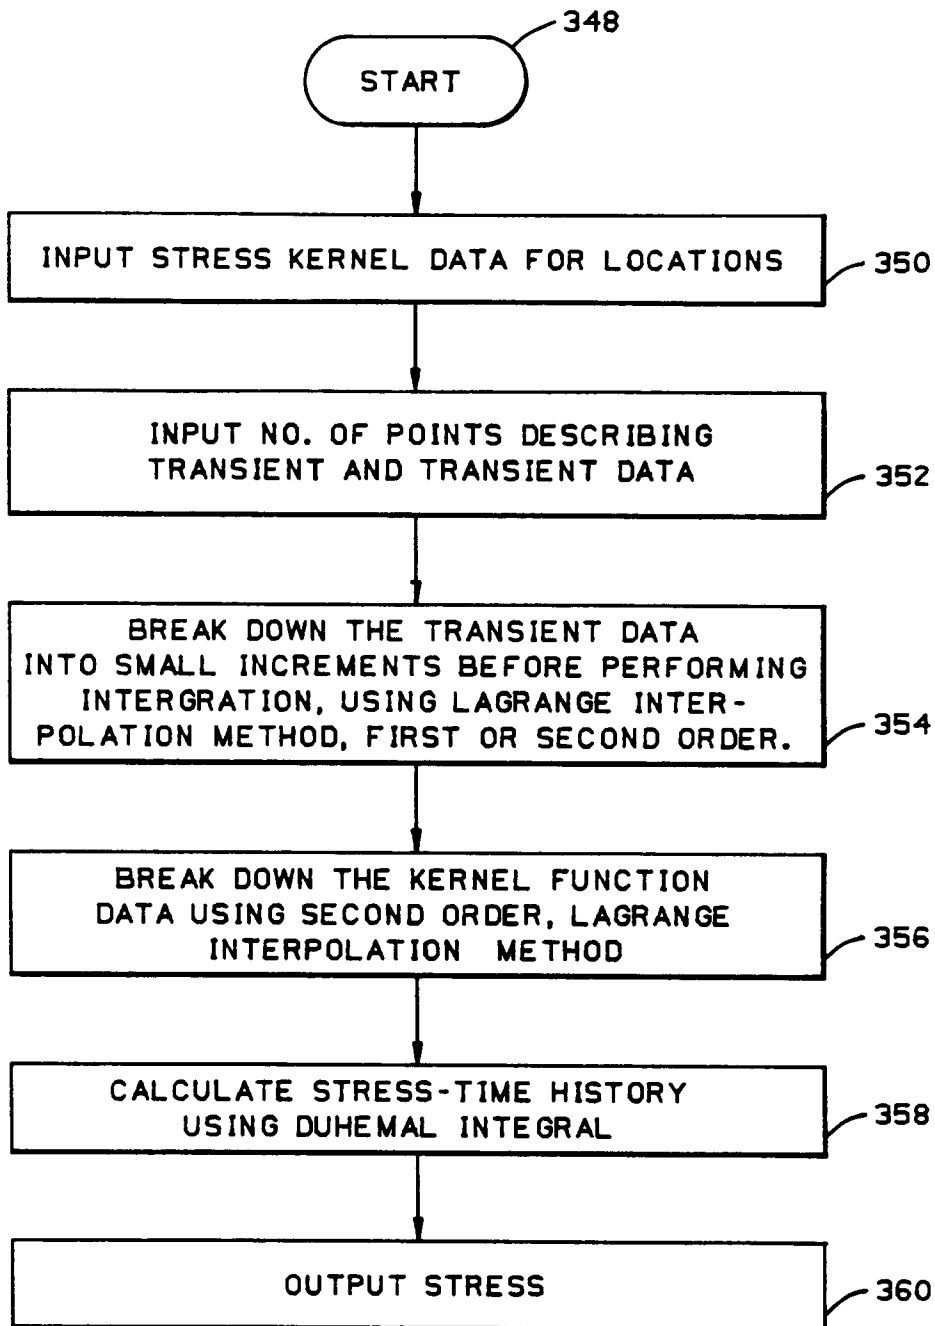 348
START
INPUT STRESS KERNEL DATA FOR LOCATIONS
350
INPUT NO. OF POINTS DESCRIBING
TRANSIENT AND TRANSIENT DATA
352
BREAK DOWN THE TRANSIENT DATA
INTO SMALL INCREMENTS BEFORE PERFORMING
INTERGRATION, USING LAGRANGE INTER-
POLATION METHOD, FIRST OR SECOND ORDER.
354
BREAK DOWN THE KERNEL FUNCTION
DATA USING SECOND ORDER, LAGRANGE
INTERPOLATION METHOD
356
CALCULATE STRESS-TIME HISTORY
USING DUHEMAL INTEGRAL
358
OUTPUT STRESS
360